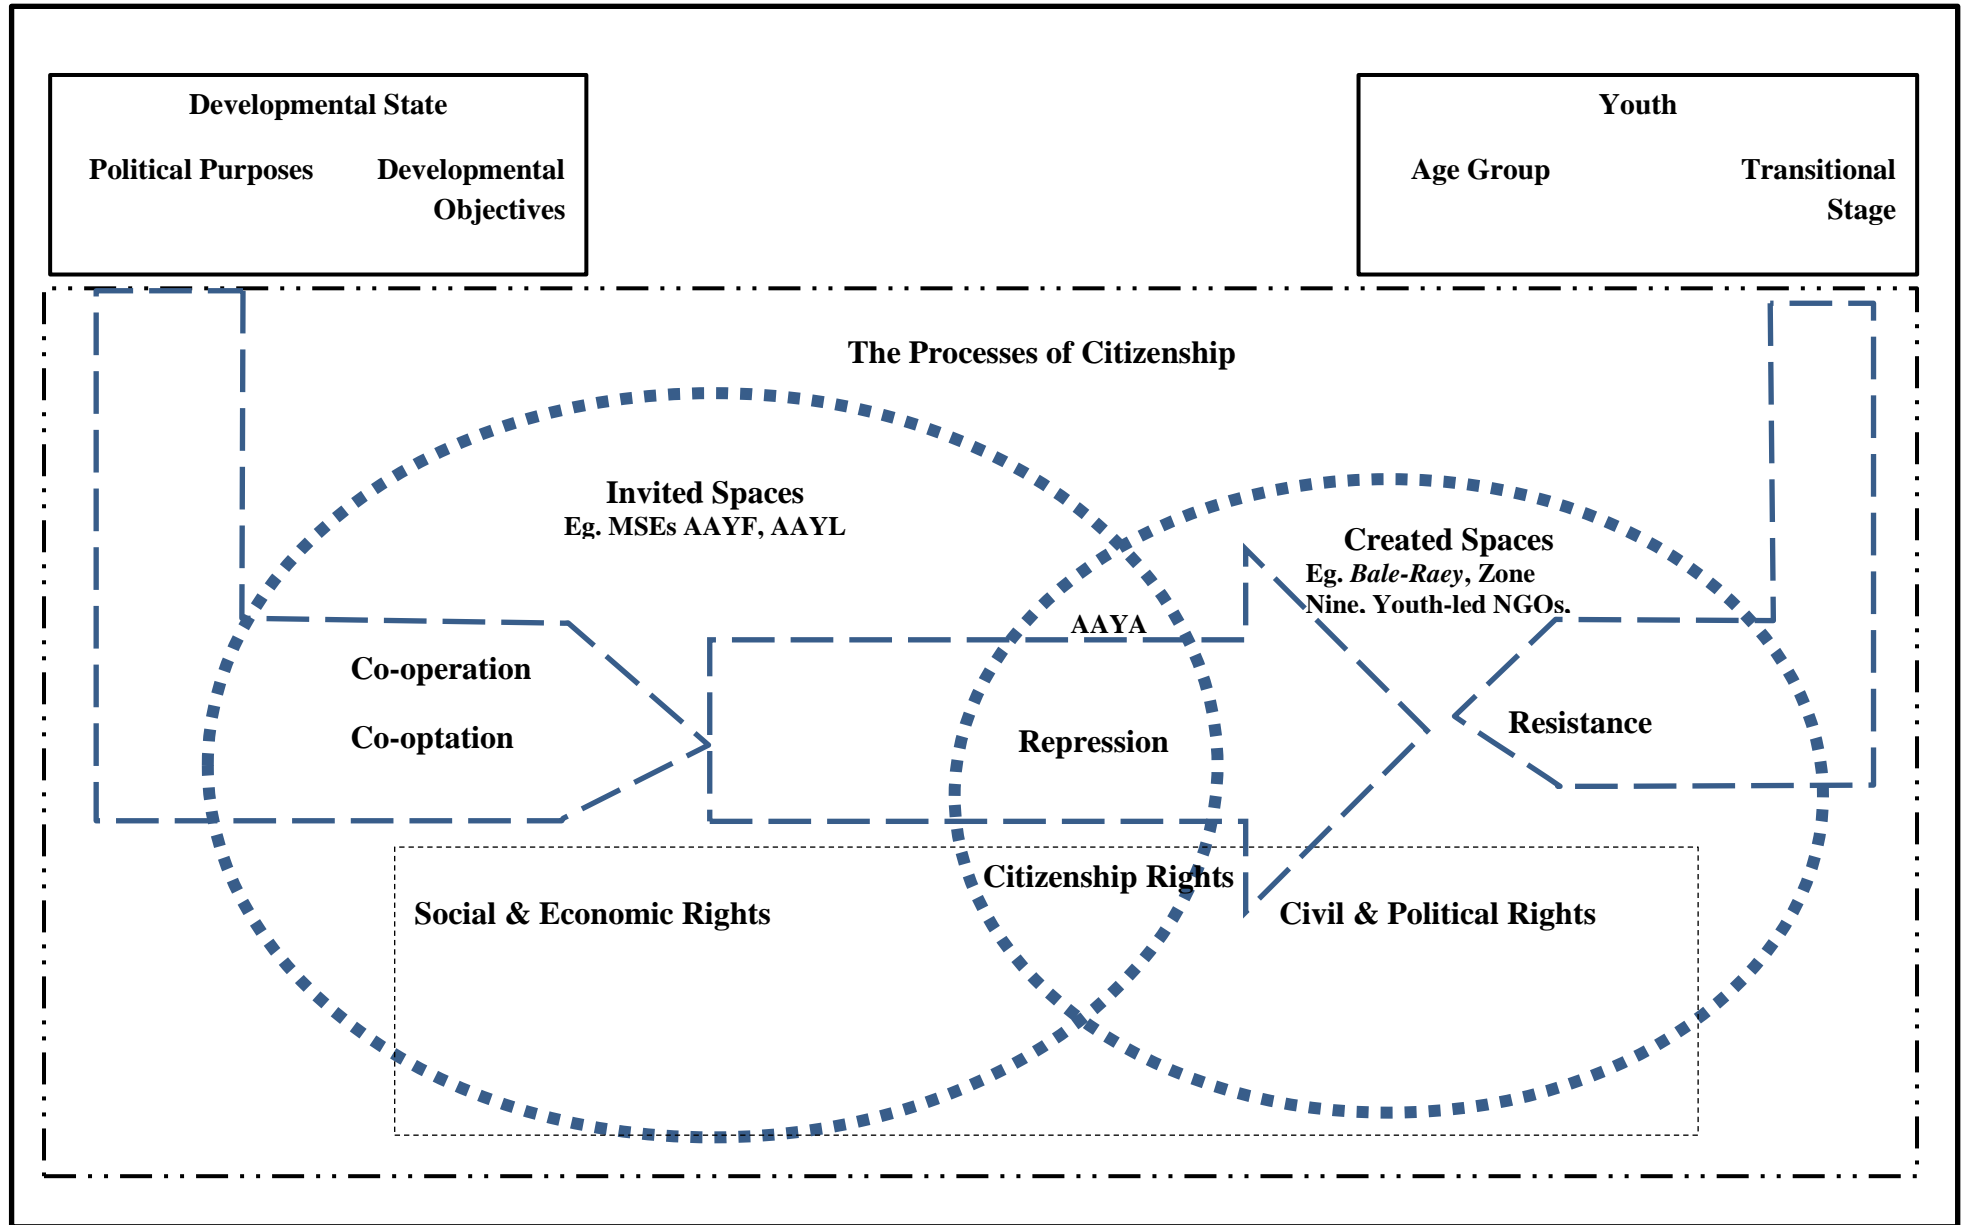 Developmental State
Political Purposes Developmental
Objectives
Youth
Age Group Transitional
Stage
The Processes of Citizenship
Invited Spaces
Eg. MSEs AAYF, AAYL
Created Spaces
Eg. Bale-Raey, Zone
Nine, Youth-led NGOs,
AAYA
Co-operation
Co-optation
Repression
Resistance
Citizenship Rights
Social & Economic Rights
Civil & Political Rights